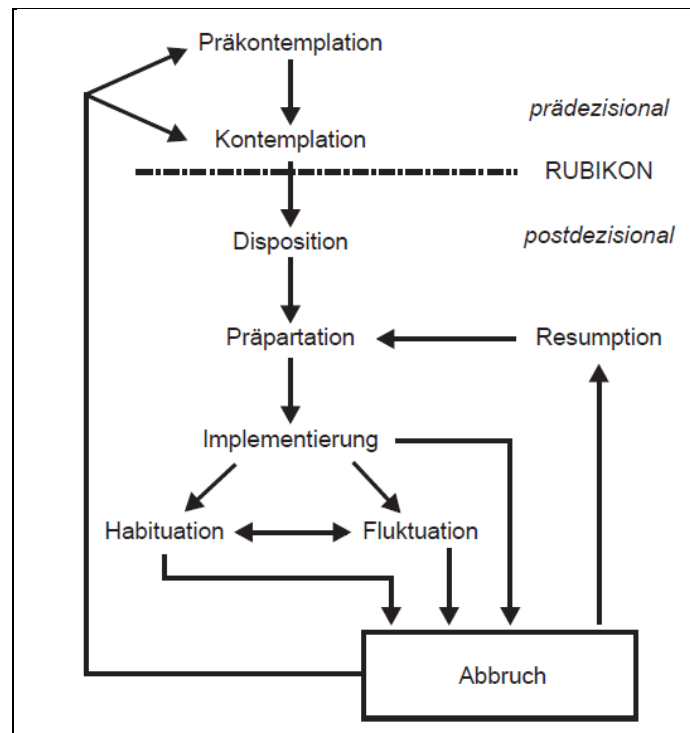 Präkontemplation
prädezisional
Kontemplation
RUBIKON
Disposition
postdezisional
Präpartation
Resumption
Implementierung
Habituation
Fluktuation
Abbruch